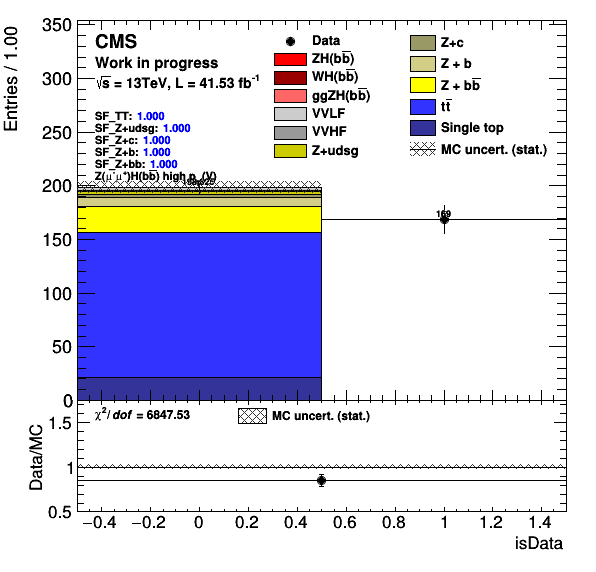 Entries / 1.00
350
300
250
200
150
100
50
0
CMS
Work in progress
√s = 13TeV, L = 41.53 fb⁻¹
SF_TT: 1.000
SF_Z+udsg: 1.000
SF_Z+c: 1.000
SF_Z+b: 1.000
SF_Z+bb: 1.000
Z(μ⁻μ⁺)H(bb̅) high p (V)
Data
ZH(bb̅)
WH(bb̅)
ggZH(bb̅)
VVLF
VVHF
Z+udsg
Z+c
Z + b
Z + bb̅
tt̅
Single top
MC uncert. (stat.)
169
Data/MC
1.5
1
0.5
χ²/dof = 6847.53
MC uncert. (stat.)
−0.4 −0.2 0 0.2 0.4 0.6 0.8 1 1.2 1.4
isData